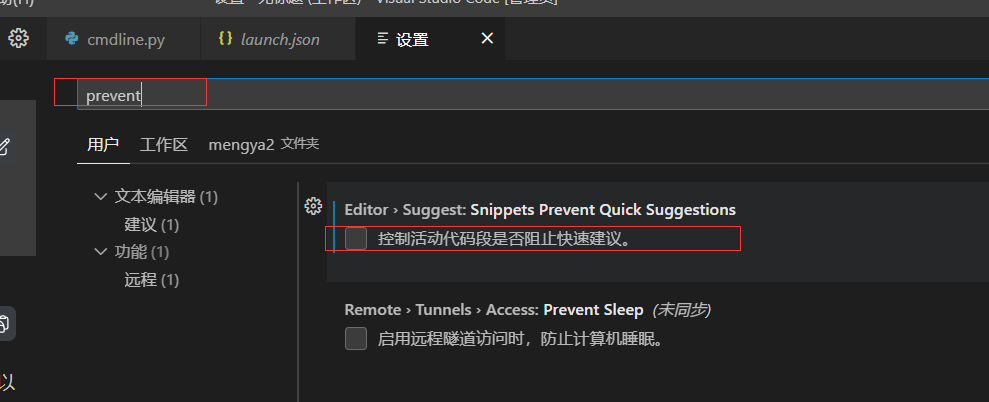 设置 - 无标题 (工作区) - Visual Studio Code [管理员]
cmdline.py
launch.json
设置
prevent
用户 工作区 mengya2 文件夹
文本编辑器 (1)
建议 (1)
功能 (1)
远程 (1)
Editor › Suggest: Snippets Prevent Quick Suggestions
控制活动代码段是否阻止快速建议。
Remote › Tunnels › Access: Prevent Sleep (未同步)
启用远程隧道访问时，防止计算机睡眠。
以